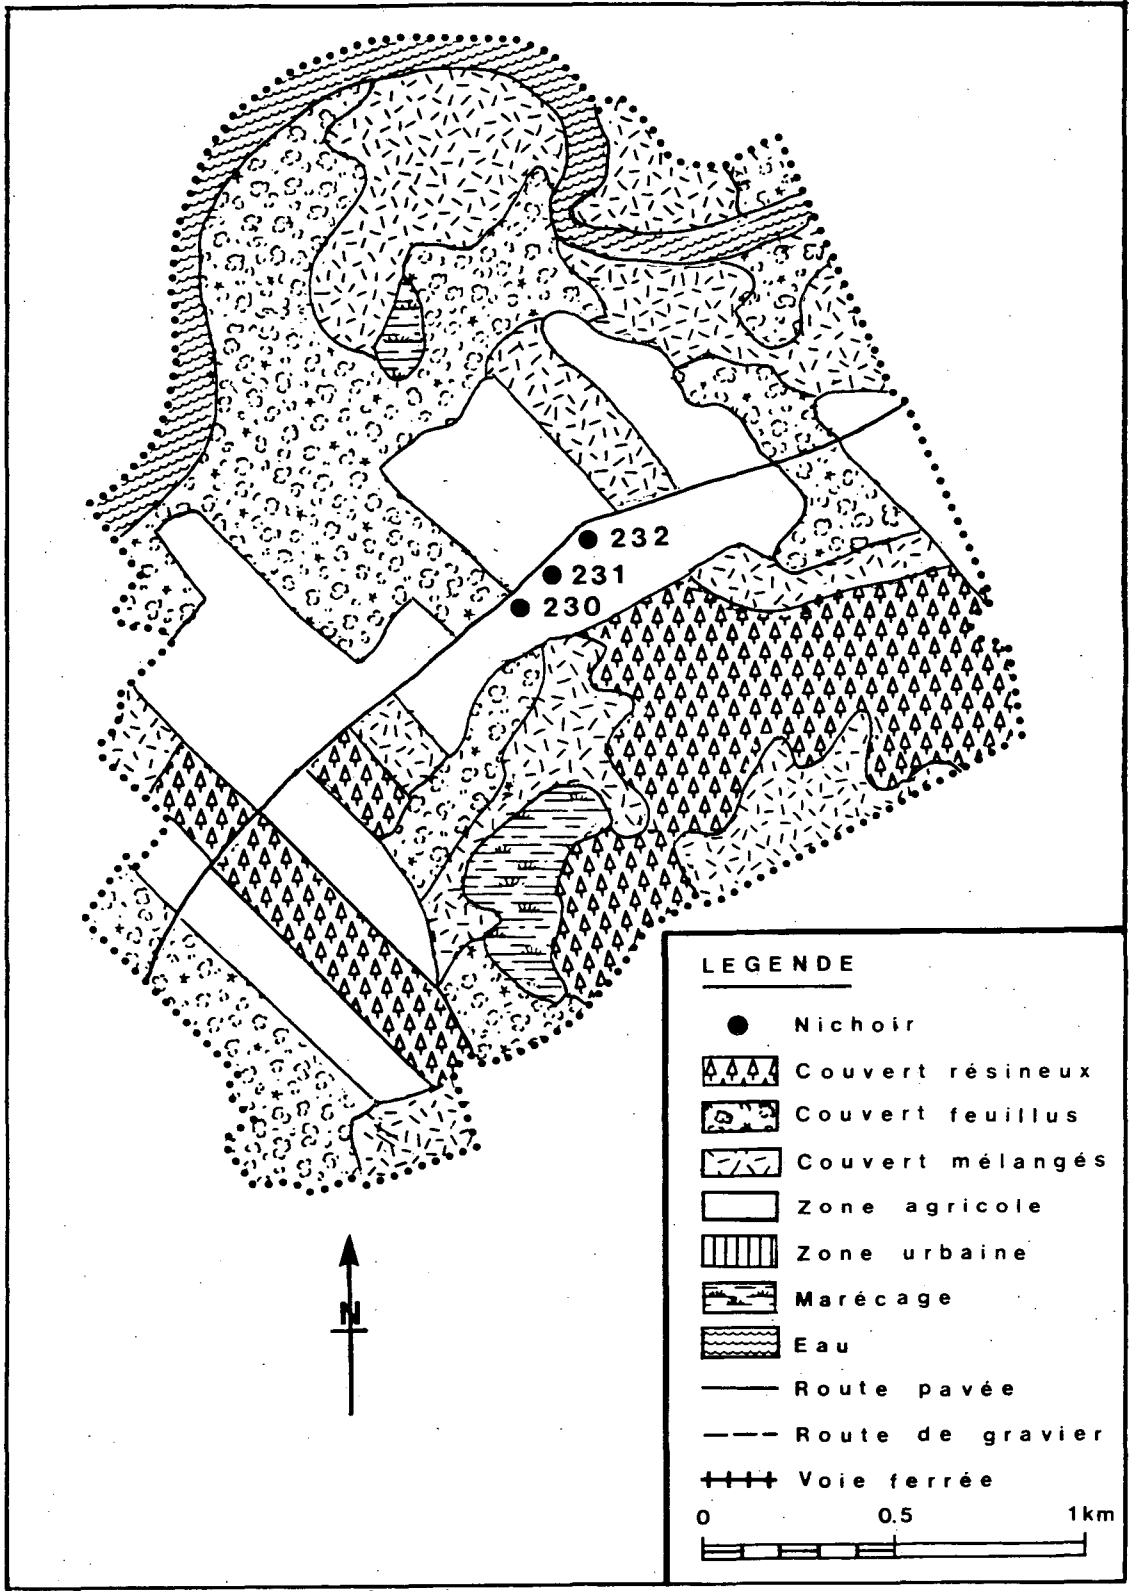 232
231
230
LEGENDE
Nichoir
Couvert résineux
Couvert feuillus
Couvert mélangés
Zone agricole
Zone urbaine
Marécage
Eau
Route pavée
Route de gravier
Voie ferrée
0 0.5 1km
N